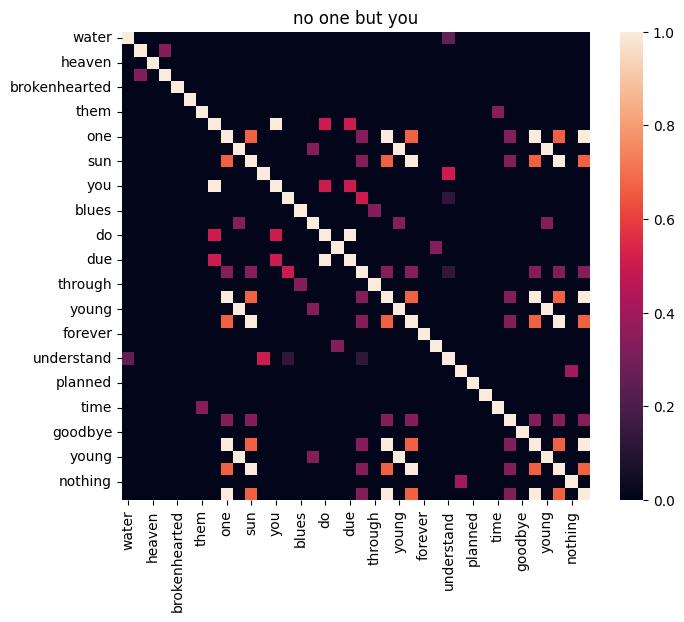 no one but you
water
heaven
brokenhearted
them
one
sun
you
blues
do
due
through
young
forever
understand
planned
time
goodbye
young
nothing
1.0
0.8
0.6
0.4
0.2
0.0
water
heaven
brokenhearted
them
one
sun
you
blues
do
due
through
young
forever
understand
planned
time
goodbye
young
nothing